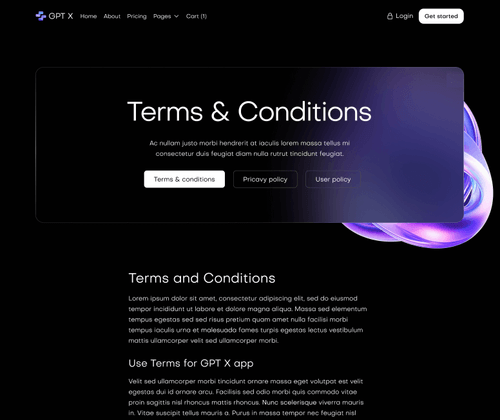 GPT X Home About Pricing Pages Cart (1) Login Get started
Terms & Conditions
Ac nullam justo morbi hendrerit at iaculis lorem massa tellus mi
consectetur duis feugiat diam nulla rutrut tincidunt feugiat.
Terms & conditions Pricavy policy User policy
Terms and Conditions
Lorem ipsum dolor sit amet, consectetur adipiscing elit, sed do eiusmod
tempor incididunt ut labore et dolore magna aliqua. Massa sed elementum
tempus egestas sed sed risus pretium quam amet nulla facilisi morbi
tempus iaculis urna et malesuada fames turpis egestas lectus vestibulum
mattis ullamcorper velit sed ullamcorper morbi.
Use Terms for GPT X app
Velit sed ullamcorper morbi tincidunt ornare massa eget volutpat est velit
egestas dui id ornare arcu. Facilisis sed odio morbi quis commodo vitae
proin sagittis nisl rhoncus mattis rhoncus. Nunc scelerisque viverra mauris
in. Vitae suscipit tellus mauris a. Purus in massa tempor nec feugiat nisl